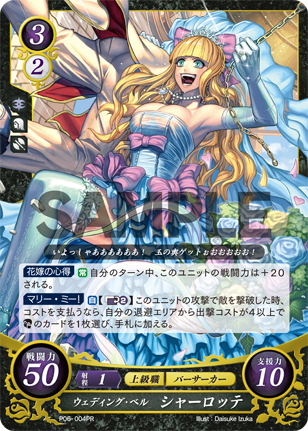 3
2
SAMPLE
いよっしゃあああああぁ！ 玉の輿ゲットぉおおおおお！
花嫁の心得 常 自分のターン中、このユニットの戦闘力は＋20
される。
マリー・ミー！ 自 【2】このユニットの攻撃で敵を撃破した時、
コストを支払うなら、自分の退避エリアから出撃コストが4以上で
のカードを1枚選び、手札に加える。
戦闘力
50
射程 1 上級職 バーサーカー
支援力
10
ウェディング・ベル シャーロッテ
P06-004PR
Illust：Daisuke Izuka